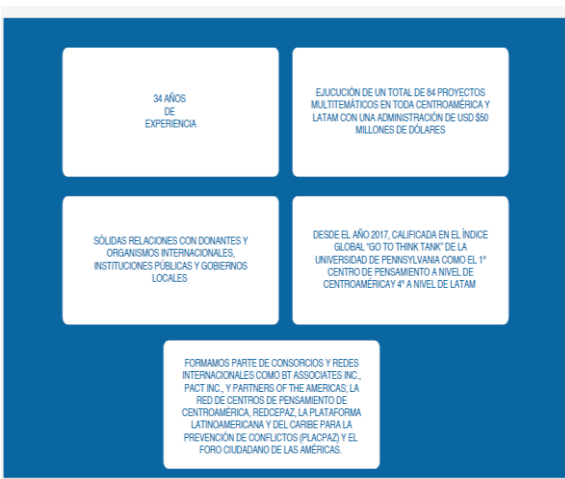 34 AÑOS
DE
EXPERIENCIA
EJUCUCIÓN DE UN TOTAL DE 84 PROYECTOS
MULTITEMÁTICOS EN TODA CENTROAMÉRICA Y
LATAM CON UNA ADMINISTRACIÓN DE USD $50
MILLONES DE DÓLARES
SÓLIDAS RELACIONES CON DONANTES Y
ORGANISMOS INTERNACIONALES,
INSTITUCIONES PÚBLICAS Y GOBIERNOS
LOCALES
DESDE EL AÑO 2017, CALIFICADA EN EL ÍNDICE
GLOBAL "GO TO THINK TANK" DE LA
UNIVERSIDAD DE PENNSYLVANIA COMO EL 1º
CENTRO DE PENSAMIENTO A NIVEL DE
CENTROAMÉRICAY 4º A NIVEL DE LATAM
FORMAMOS PARTE DE CONSORCIOS Y REDES
INTERNACIONALES COMO BT ASSOCIATES INC.,
PACT INC., Y PARTNERS OF THE AMERICAS; LA
RED DE CENTROS DE PENSAMIENTO DE
CENTROAMÉRICA, REDCEPAZ, LA PLATAFORMA
LATINOAMERICANA Y DEL CARIBE PARA LA
PREVENCIÓN DE CONFLICTOS (PLACPAZ) Y EL
FORO CIUDADANO DE LAS AMÉRICAS.